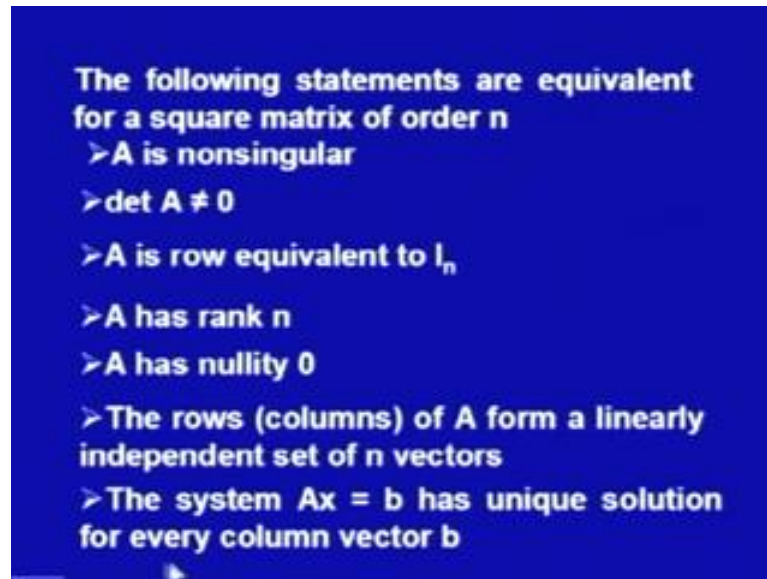 The following statements are equivalent
for a square matrix of order n
➢A is nonsingular
➢det A ≠ 0
➢A is row equivalent to Iₙ
➢A has rank n
➢A has nullity 0
➢The rows (columns) of A form a linearly
independent set of n vectors
➢The system Ax = b has unique solution
for every column vector b